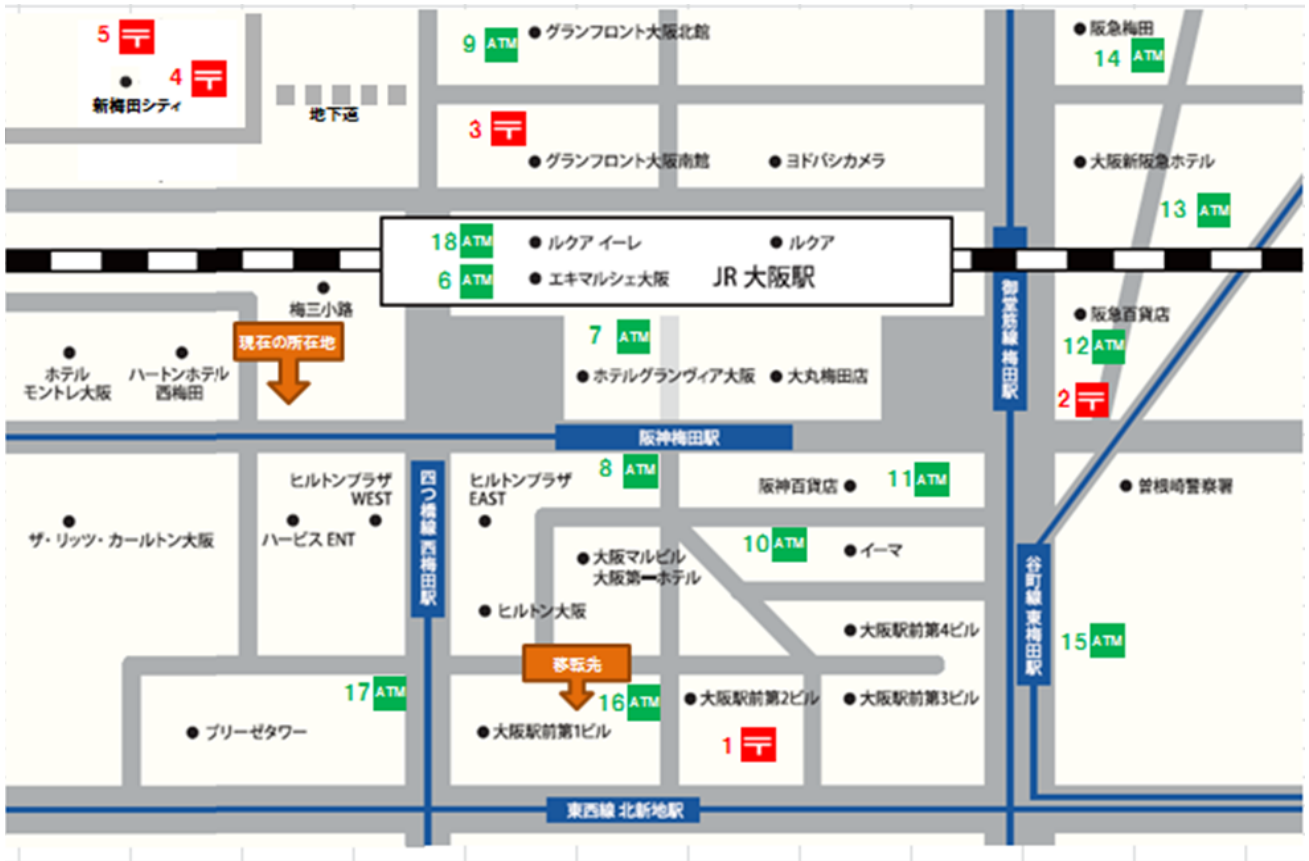 5
〒
4
〒
新梅田シティ
地下道
9 ATM
グランフロント大阪北館
阪急梅田
14 ATM
3
〒
グランフロント大阪南館
ヨドバシカメラ
大阪新阪急ホテル
13 ATM
18 ATM
ルクア イーレ
ルクア
6 ATM
エキマルシェ大阪
JR 大阪駅
梅三小路
御堂筋線 梅田駅
阪急百貨店
12 ATM
2
〒
現在の所在地
7 ATM
ホテル
モントレ大阪
ハートンホテル
西梅田
ホテルグランヴィア大阪
大丸梅田店
阪神梅田駅
8 ATM
ヒルトンプラザ
WEST
四つ橋線 西梅田駅
ヒルトンプラザ
EAST
阪神百貨店
11 ATM
曽根崎警察署
ザ・リッツ・カールトン大阪
ハービス ENT
大阪マルビル
大阪第一ホテル
10 ATM
イーマ
谷町線 東梅田駅
ヒルトン大阪
大阪駅前第4ビル
15 ATM
移転先
17 ATM
16 ATM
大阪駅前第2ビル
大阪駅前第3ビル
ブリーゼタワー
大阪駅前第1ビル
1
〒
東西線 北新地駅